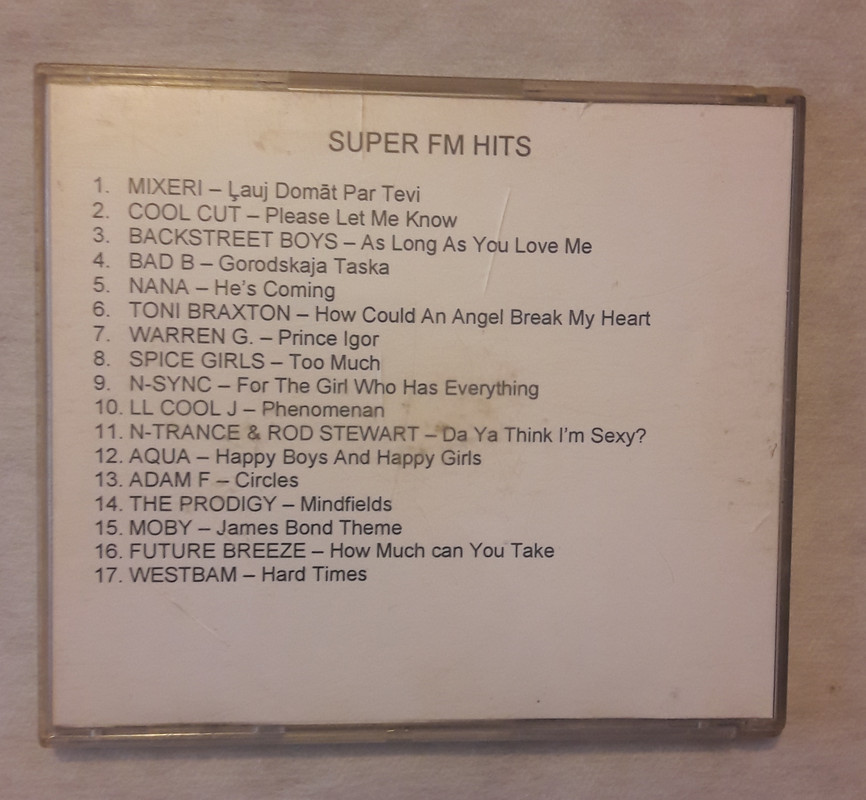 SUPER FM HITS
1. MIXERI – Ļauj Domāt Par Tevi
2. COOL CUT – Please Let Me Know
3. BACKSTREET BOYS – As Long As You Love Me
4. BAD B – Gorodskaja Taska
5. NANA – He's Coming
6. TONI BRAXTON – How Could An Angel Break My Heart
7. WARREN G. – Prince Igor
8. SPICE GIRLS – Too Much
9. N-SYNC – For The Girl Who Has Everything
10. LL COOL J – Phenomenan
11. N-TRANCE & ROD STEWART – Da Ya Think I'm Sexy?
12. AQUA – Happy Boys And Happy Girls
13. ADAM F – Circles
14. THE PRODIGY – Mindfields
15. MOBY – James Bond Theme
16. FUTURE BREEZE – How Much can You Take
17. WESTBAM – Hard Times